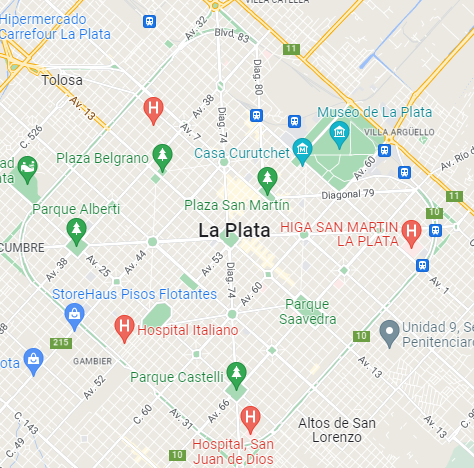 VILLA CATELLA
Hipermercado
Carrefour La Plata
Av. 32
Blvd. 83
11
Tolosa
Diag. 80
Av. 13
H
Av. 38
Diag. 74
Av. 7
C. 526
Museo de La Plata
VILLA ARGÜELLO
Plaza Belgrano
Casa Curutchet
Av. 60
Av. Río
Diagonal 79
11
Parque Alberti
Plaza San Martín
10
HIGA SAN MARTIN
LA PLATA
H
La Plata
CUMBRE
Av. 38
Av. 25
Av. 44
Av. 53
Diag. 74
Av. 60
Av. 1
StoreHaus Pisos Flotantes
Parque
Saavedra
H
Hospital Italiano
Unidad 9, Se
Penitenciar
215
10
GAMBIER
Av. 13
Av. 52
Parque Castelli
Av. 66
C. 60
Av. 31
H
C. 143
C. 49
Altos de San
Lorenzo
Hospital, San
Juan de Dios
10
Av.
C. 90